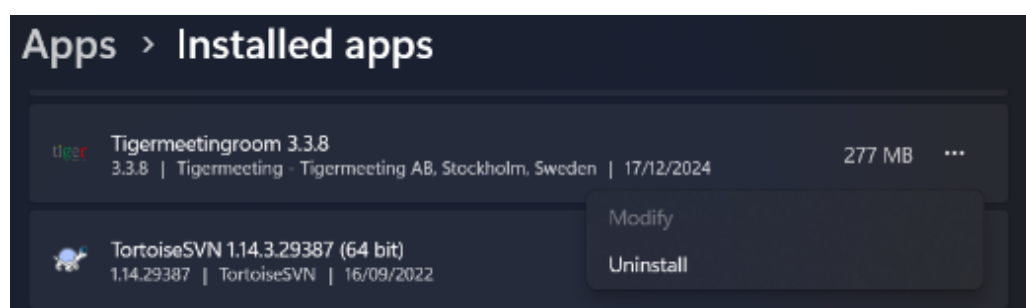 Apps > Installed apps
tiger
Tigermeetingroom 3.3.8
3.3.8 | Tigermeeting - Tigermeeting AB, Stockholm, Sweden | 17/12/2024
277 MB ...
Modify
Uninstall
TortoiseSVN 1.14.3.29387 (64 bit)
1.14.29387 | TortoiseSVN | 16/09/2022